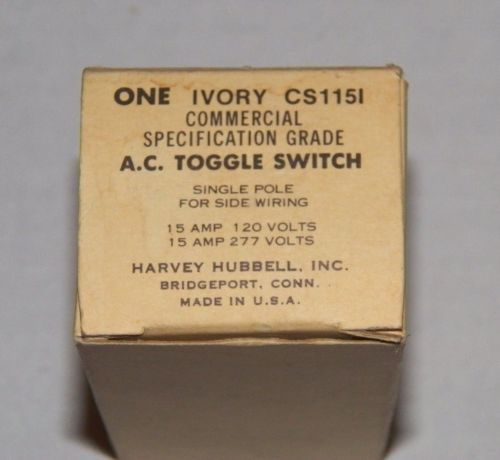 ONE IVORY CS115I
COMMERCIAL
SPECIFICATION GRADE
A.C. TOGGLE SWITCH
SINGLE POLE
FOR SIDE WIRING
15 AMP 120 VOLTS
15 AMP 277 VOLTS
HARVEY HUBBELL, INC.
BRIDGEPORT, CONN.
MADE IN U.S.A.